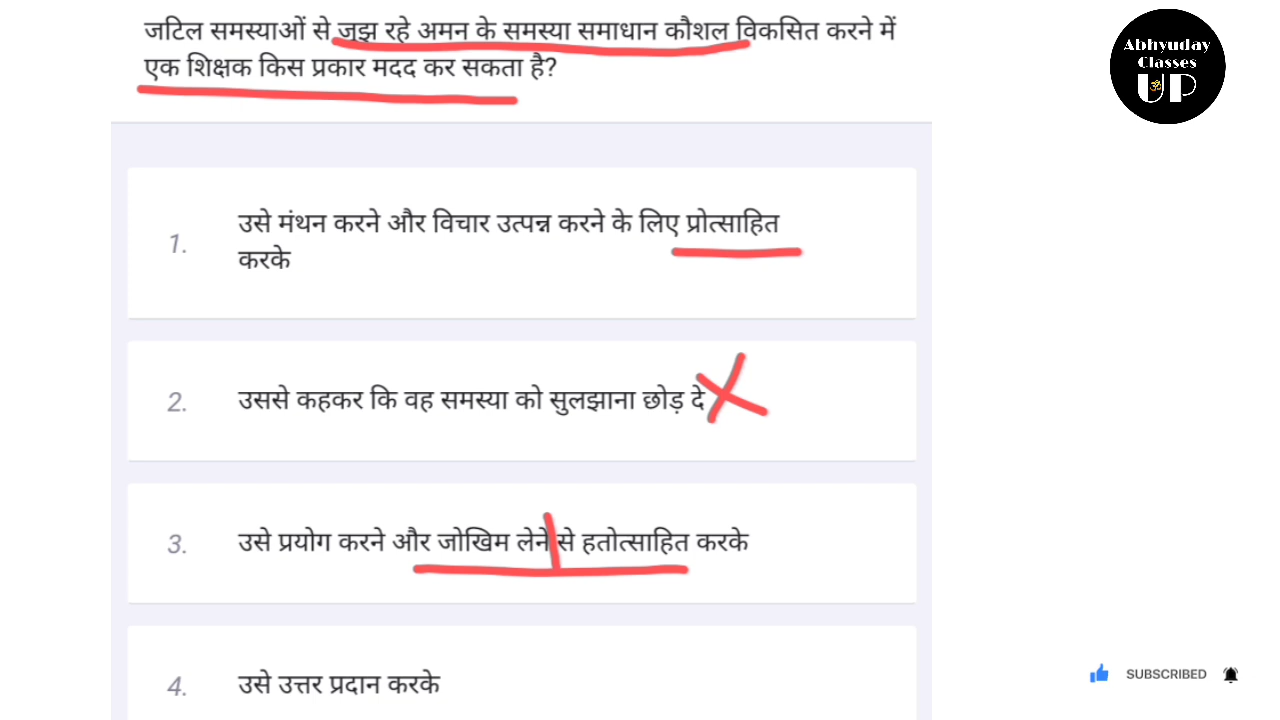 जटिल समस्याओं से जूझ रहे अमन के समस्या समाधान कौशल विकसित करने में
एक शिक्षक किस प्रकार मदद कर सकता है?
Abhyuday
Classes
UP
ॐ
1.
उसे मंथन करने और विचार उत्पन्न करने के लिए प्रोत्साहित
करके
2.
उससे कहकर कि वह समस्या को सुलझाना छोड़ दे
3.
उसे प्रयोग करने और जोखिम लेने से हतोत्साहित करके
4.
उसे उत्तर प्रदान करके
SUBSCRIBED